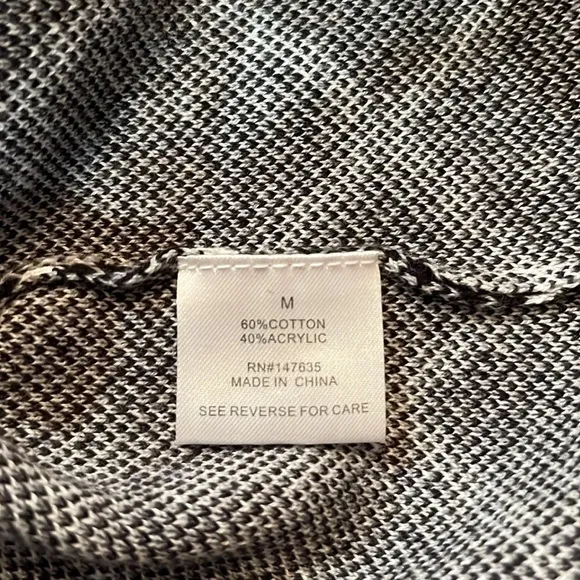 M
60%COTTON
40%ACRYLIC
RN#147635
MADE IN CHINA
SEE REVERSE FOR CARE